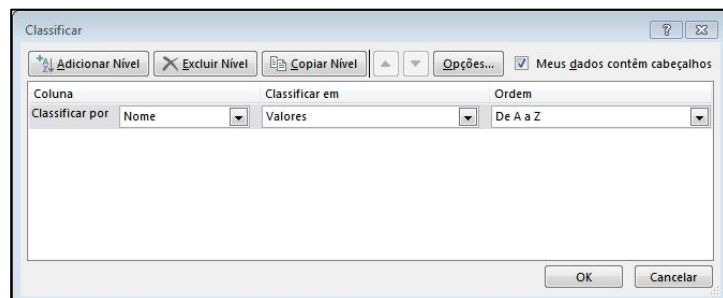 Classificar
Adicionar Nível Excluir Nível Copiar Nível Opções... Meus dados contêm cabeçalhos
Coluna Classificar em Ordem
Classificar por Nome Valores De A a Z
OK Cancelar